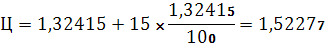 Ц = 1,32415 + 15 × 1,32415 / 100 = 1,52277